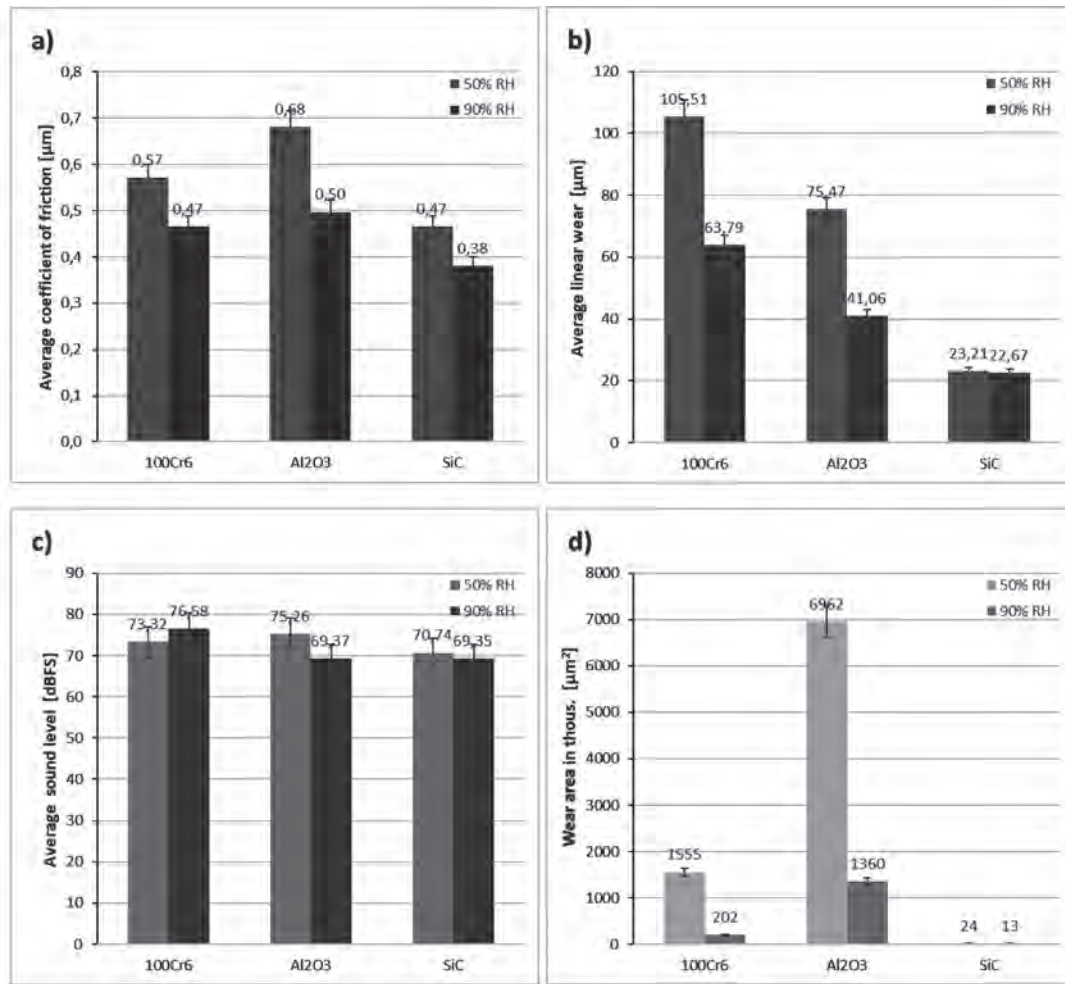 a)
0,8
0,7
0,6
0,5
0,4
0,3
0,2
0,1
0,0
Average coefficient of friction [µm]
50% RH
90% RH
0,57
0,47
0,68
0,50
0,47
0,38
100Cr6
Al2O3
SiC
b)
120
100
80
60
40
20
0
Average linear wear [µm]
50% RH
90% RH
105,51
63,79
75,47
41,06
23,21
22,67
100Cr6
Al2O3
SiC
c)
90
80
70
60
50
40
30
20
10
0
Average sound level [dBFS]
50% RH
90% RH
73,32
76,58
75,26
69,37
70,74
69,35
100Cr6
Al2O3
SiC
d)
8000
7000
6000
5000
4000
3000
2000
1000
0
Wear area in thous. [µm²]
50% RH
90% RH
1555
202
6962
1360
24
13
100Cr6
Al2O3
SiC